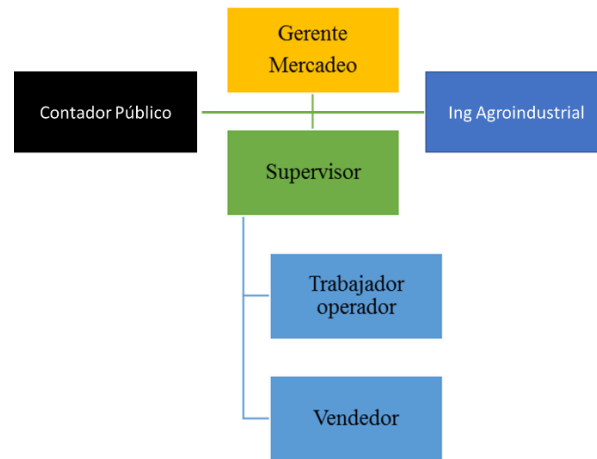 Gerente
Mercadeo
Contador Público
Ing Agroindustrial
Supervisor
Trabajador
operador
Vendedor